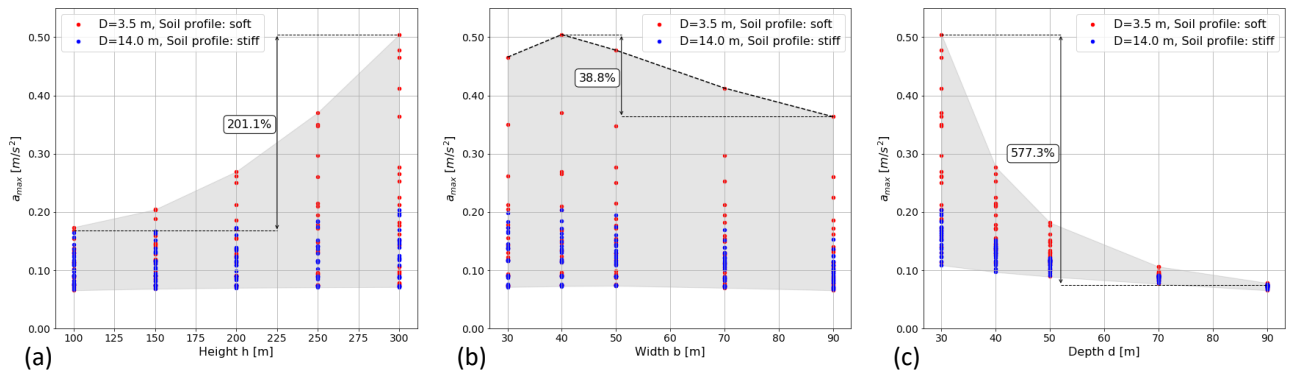 D=3.5 m, Soil profile: soft
D=14.0 m, Soil profile: stiff
0.50
0.40
0.30
0.20
0.10
0.00
a_max [m/s²]
201.1%
100 125 150 175 200 225 250 275 300
Height h [m]
(a)
D=3.5 m, Soil profile: soft
D=14.0 m, Soil profile: stiff
0.50
0.40
0.30
0.20
0.10
0.00
a_max [m/s²]
38.8%
30 40 50 60 70 80 90
Width b [m]
(b)
D=3.5 m, Soil profile: soft
D=14.0 m, Soil profile: stiff
0.50
0.40
0.30
0.20
0.10
0.00
a_max [m/s²]
577.3%
30 40 50 60 70 80 90
Depth d [m]
(c)